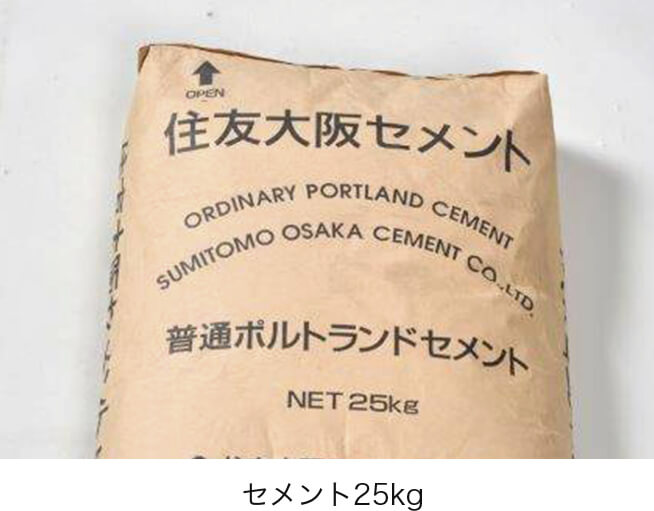 OPEN
住友大阪セメント
ORDINARY PORTLAND CEMENT
SUMITOMO OSAKA CEMENT CO.,LTD.
普通ポルトランドセメント
NET 25kg
セメント25kg